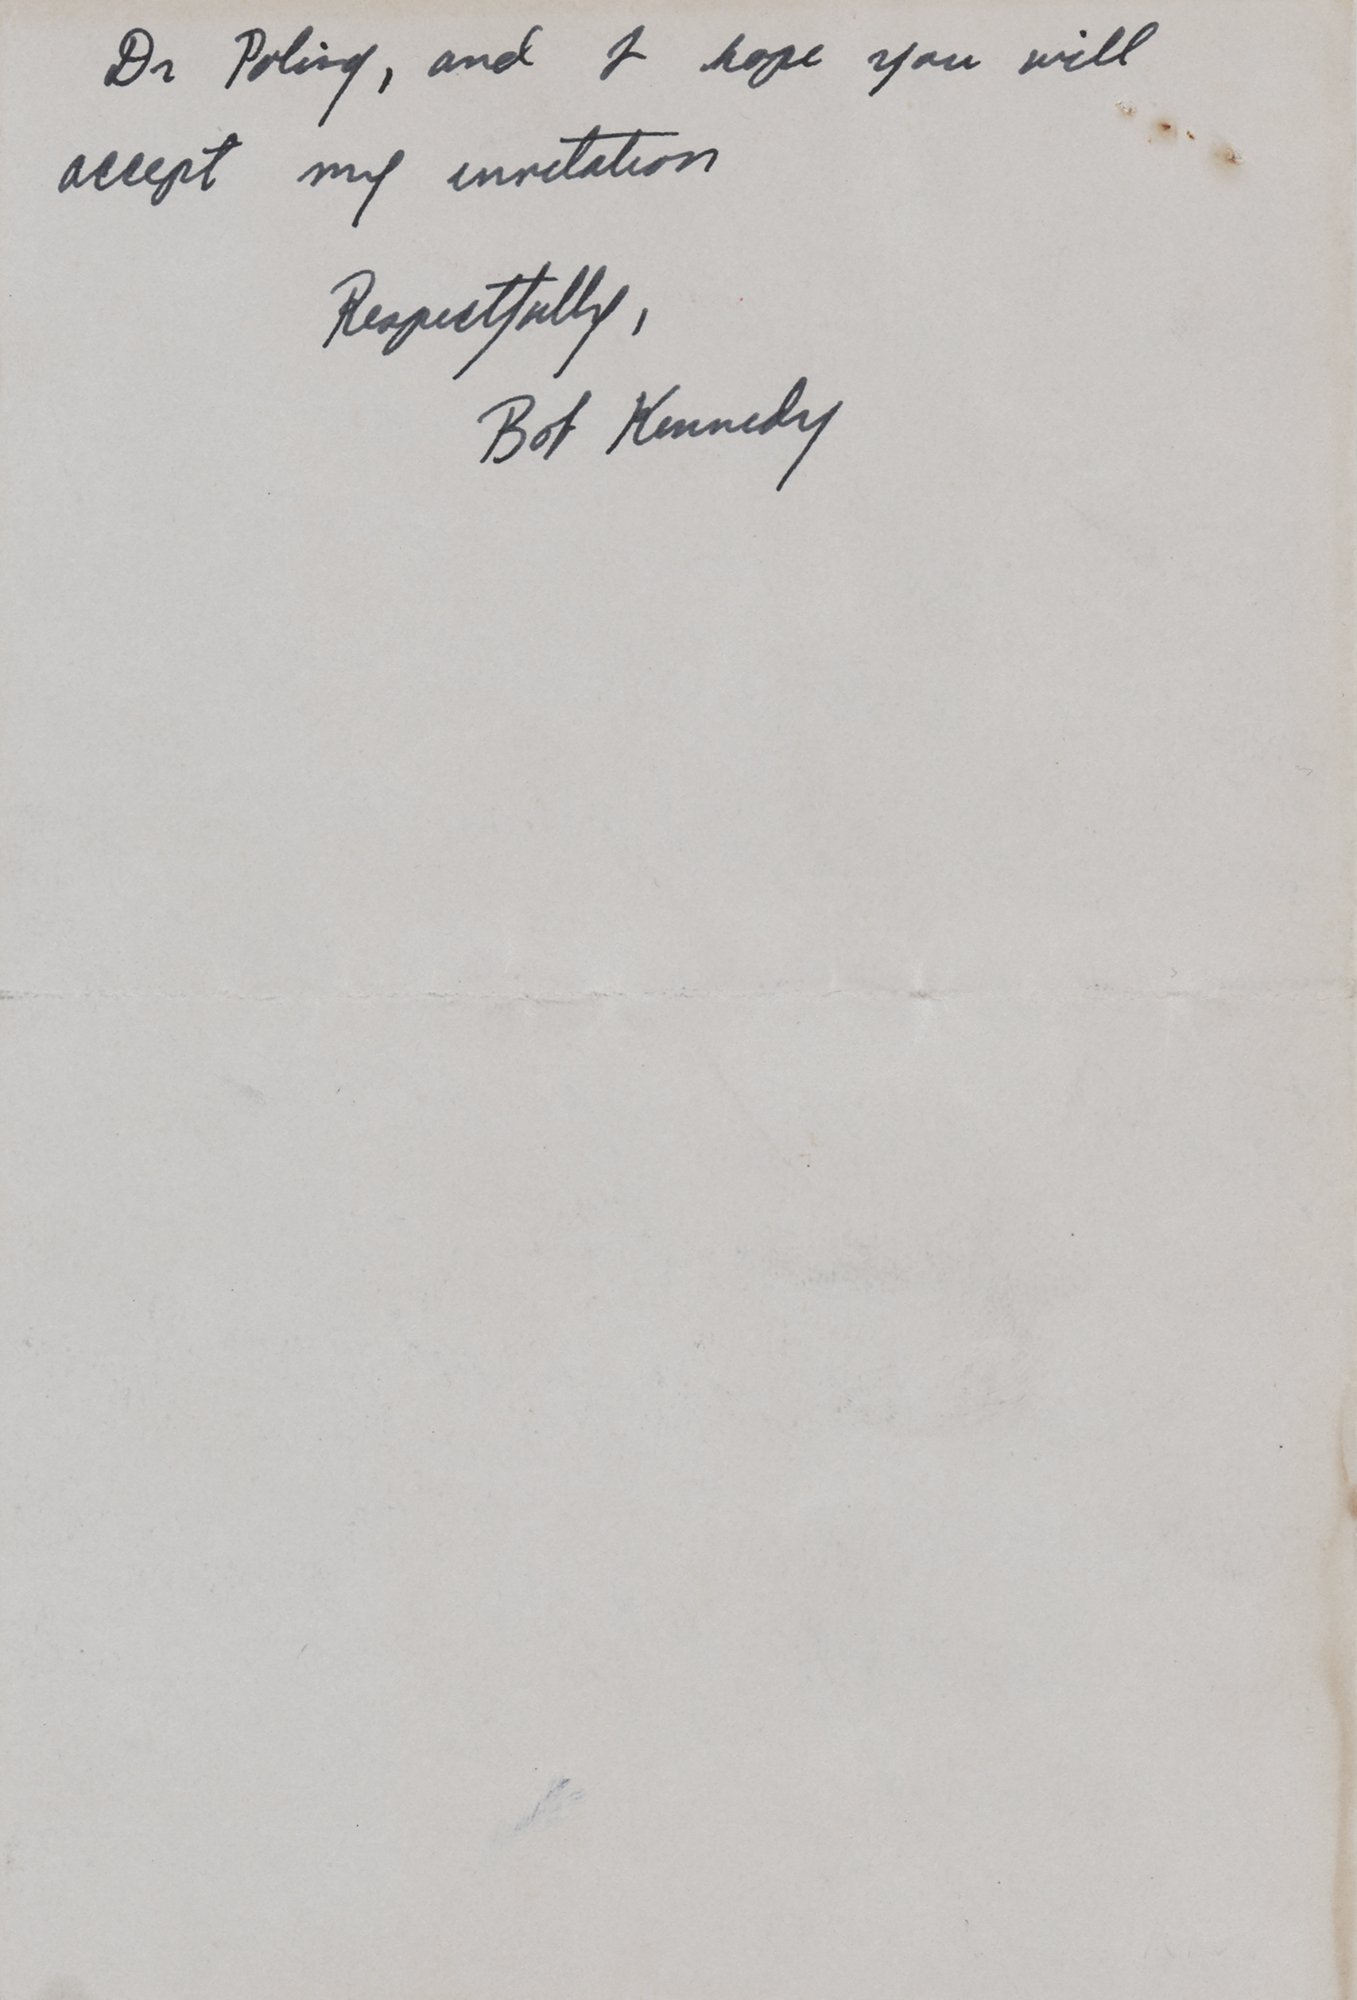 Dr Poling, and I hope you will
accept my invitation
Respectfully,
Bob Kennedy